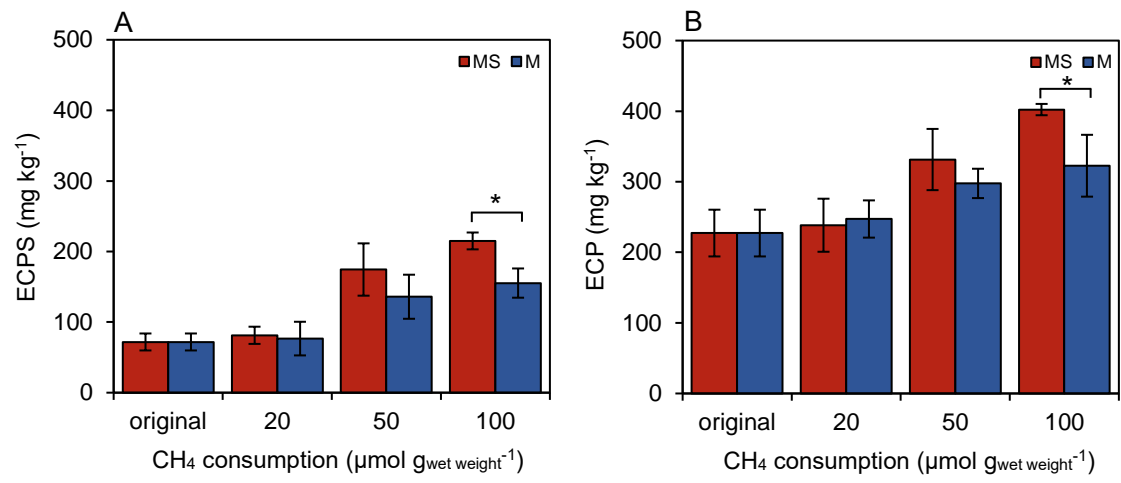 A
500
400
300
200
100
0
ECPS (mg kg⁻¹)
MS M
*
original 20 50 100
CH₄ consumption (μmol gwet weight⁻¹)
B
500
400
300
200
100
0
ECP (mg kg⁻¹)
MS M
*
original 20 50 100
CH₄ consumption (μmol gwet weight⁻¹)